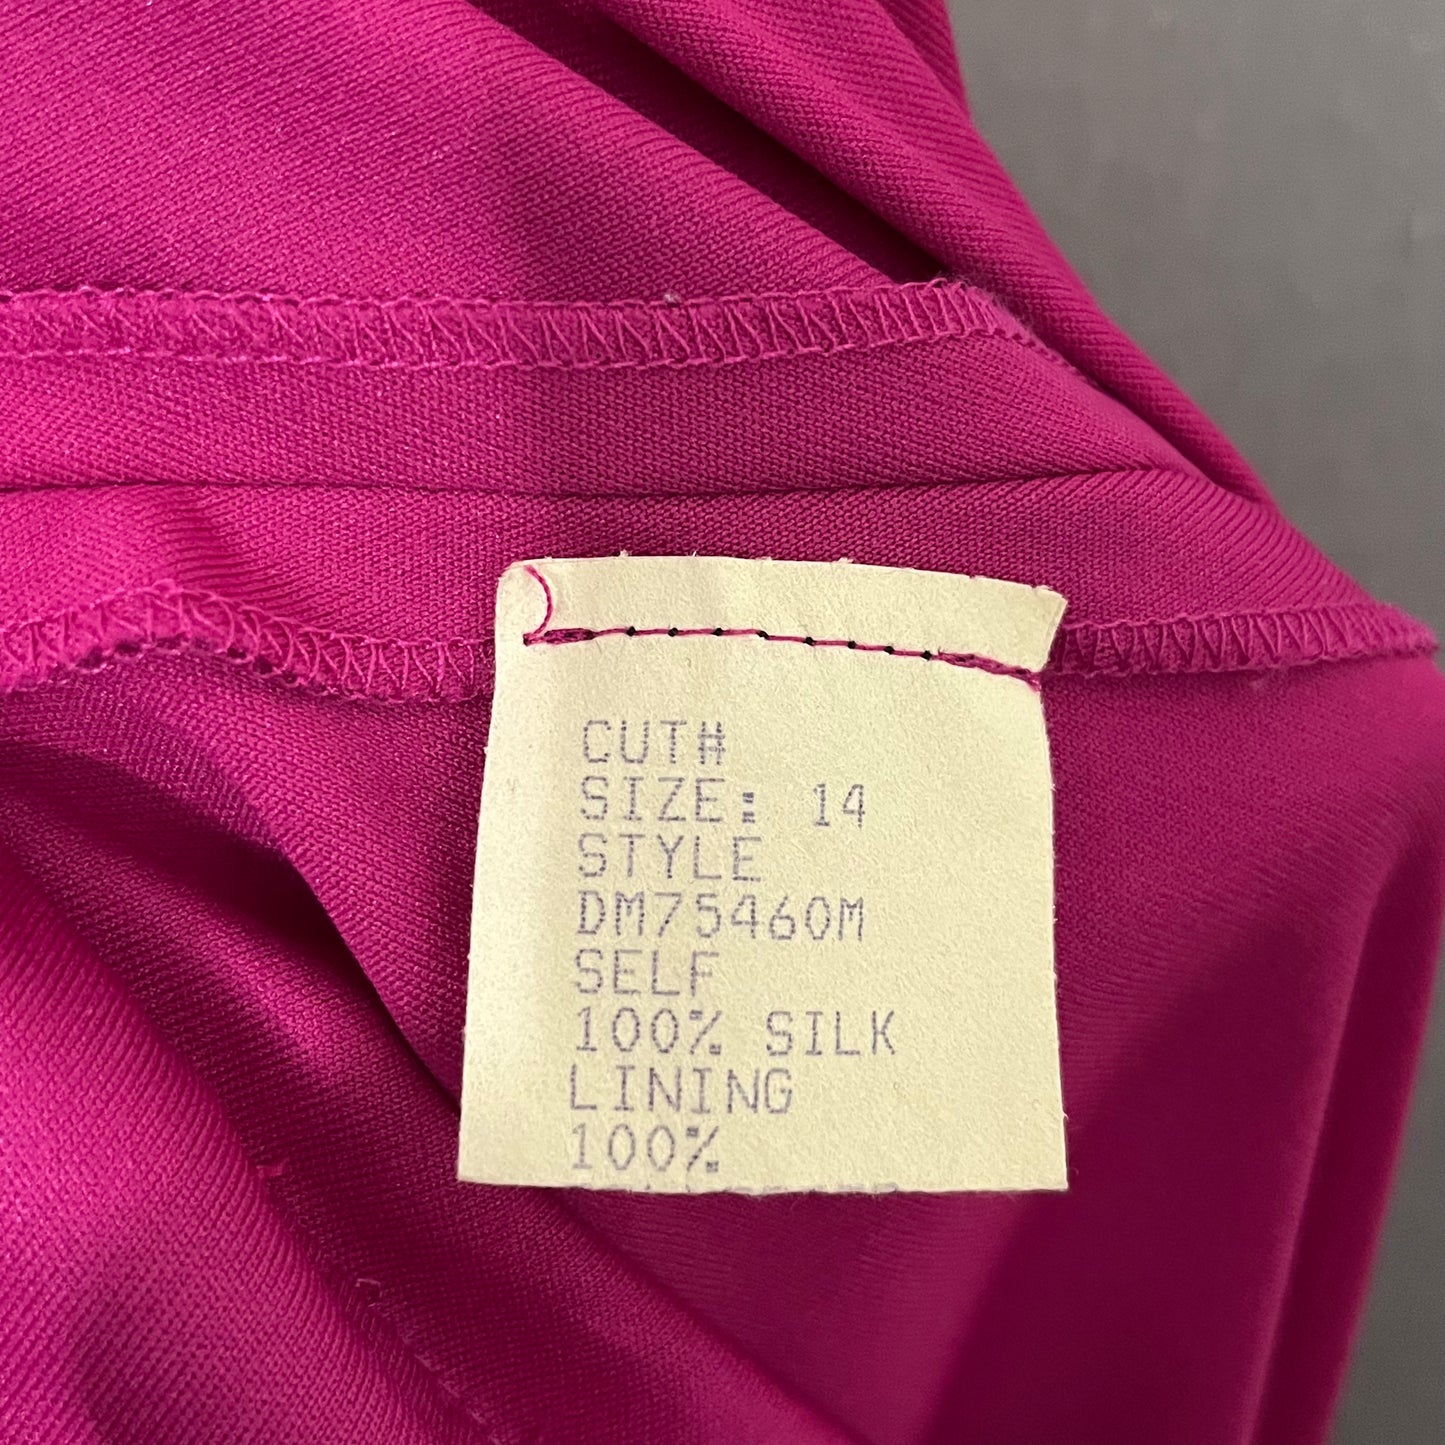 CUT#
SIZE: 14
STYLE
DM75460M
SELF
100% SILK
LINING
100%